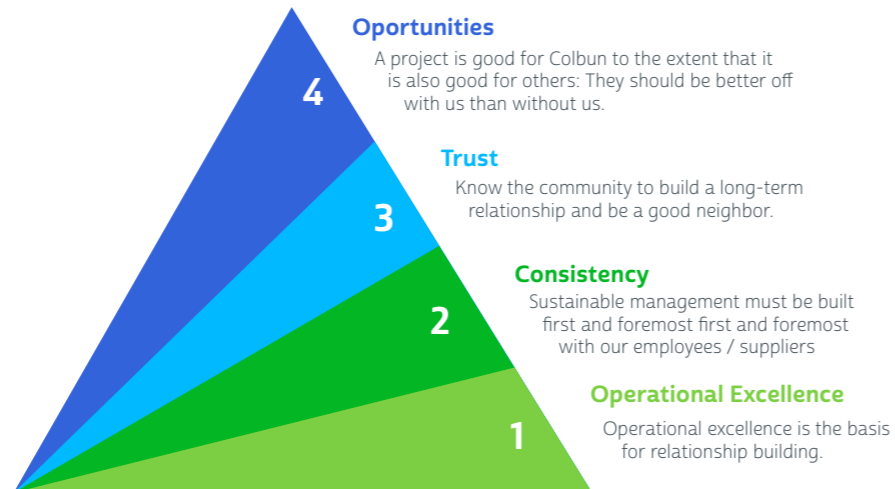 Oportunities
A project is good for Colbun to the extent that it
is also good for others: They should be better off
with us than without us.
4
Trust
Know the community to build a long-term
relationship and be a good neighbor.
3
Consistency
Sustainable management must be built
first and foremost first and foremost
with our employees / suppliers
2
Operational Excellence
Operational excellence is the basis
for relationship building.
1